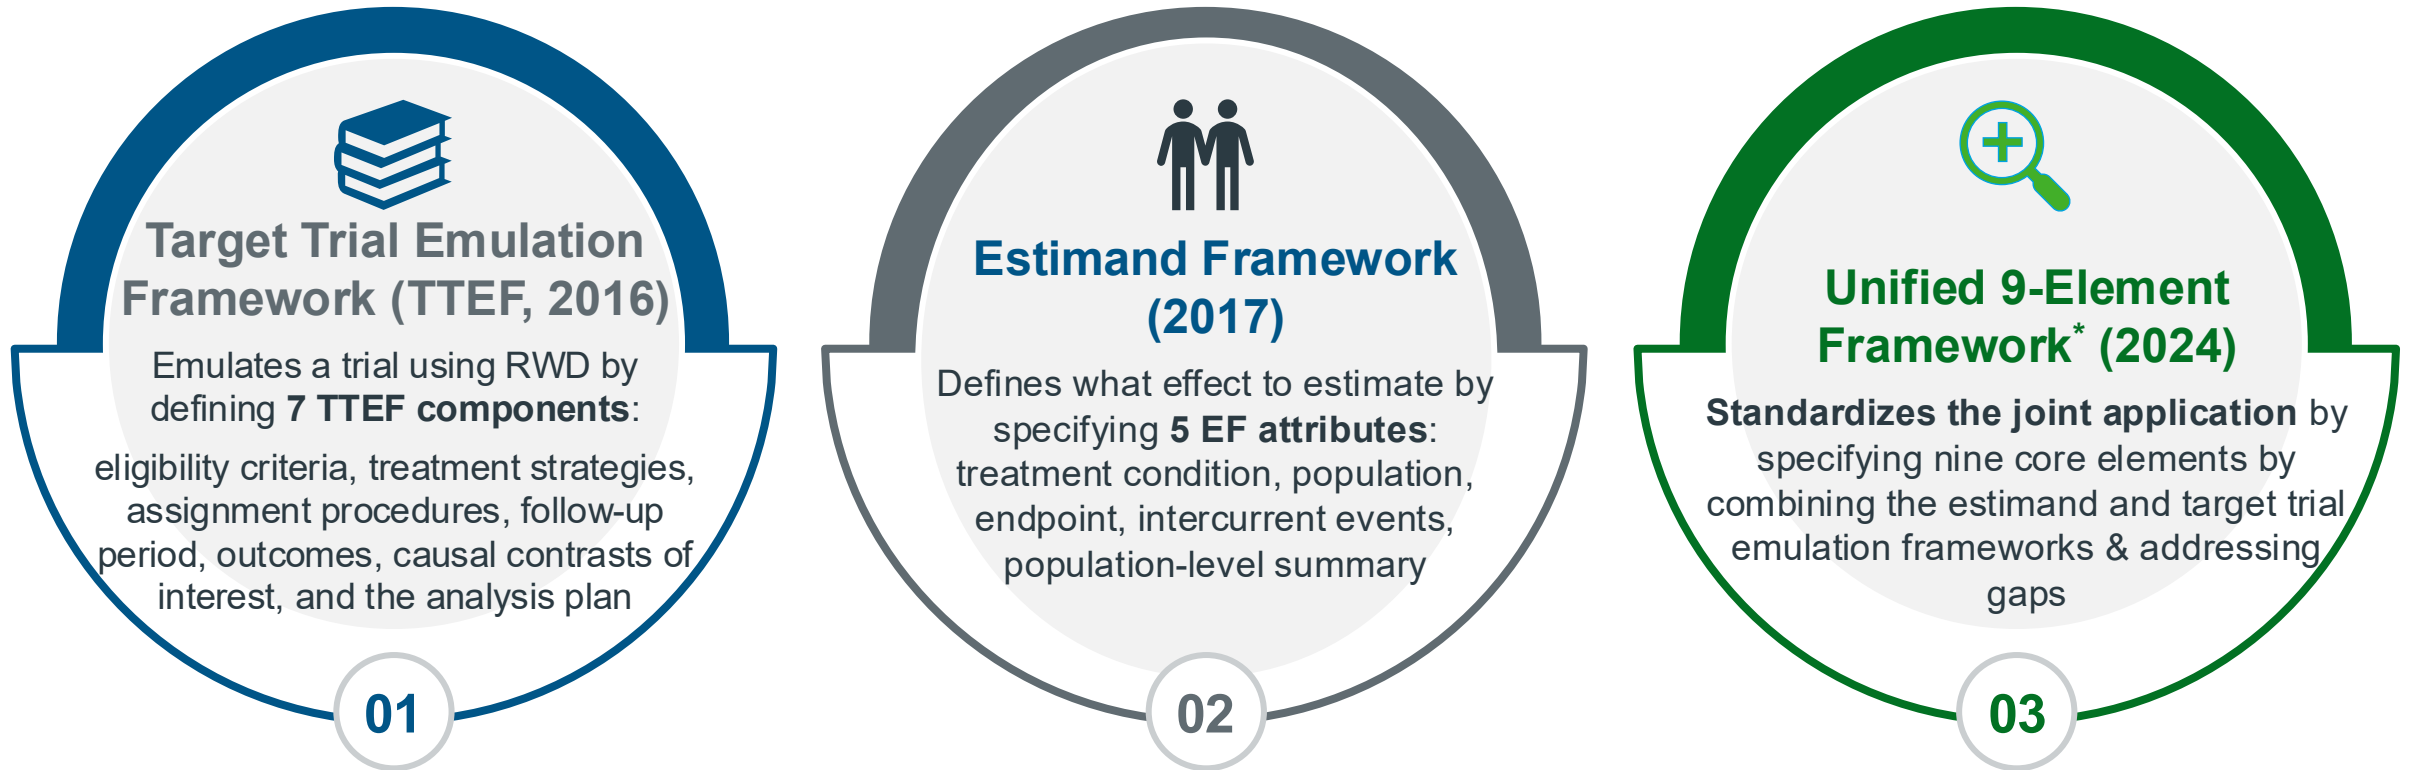 Target Trial Emulation
Framework (TTEF, 2016)
Emulates a trial using RWD by
defining 7 TTEF components:
eligibility criteria, treatment strategies,
assignment procedures, follow-up
period, outcomes, causal contrasts of
interest, and the analysis plan
01
Estimand Framework
(2017)
Defines what effect to estimate by
specifying 5 EF attributes:
treatment condition, population,
endpoint, intercurrent events,
population-level summary
02
Unified 9-Element
Framework* (2024)
Standardizes the joint application by
specifying nine core elements by
combining the estimand and target trial
emulation frameworks & addressing
gaps
03